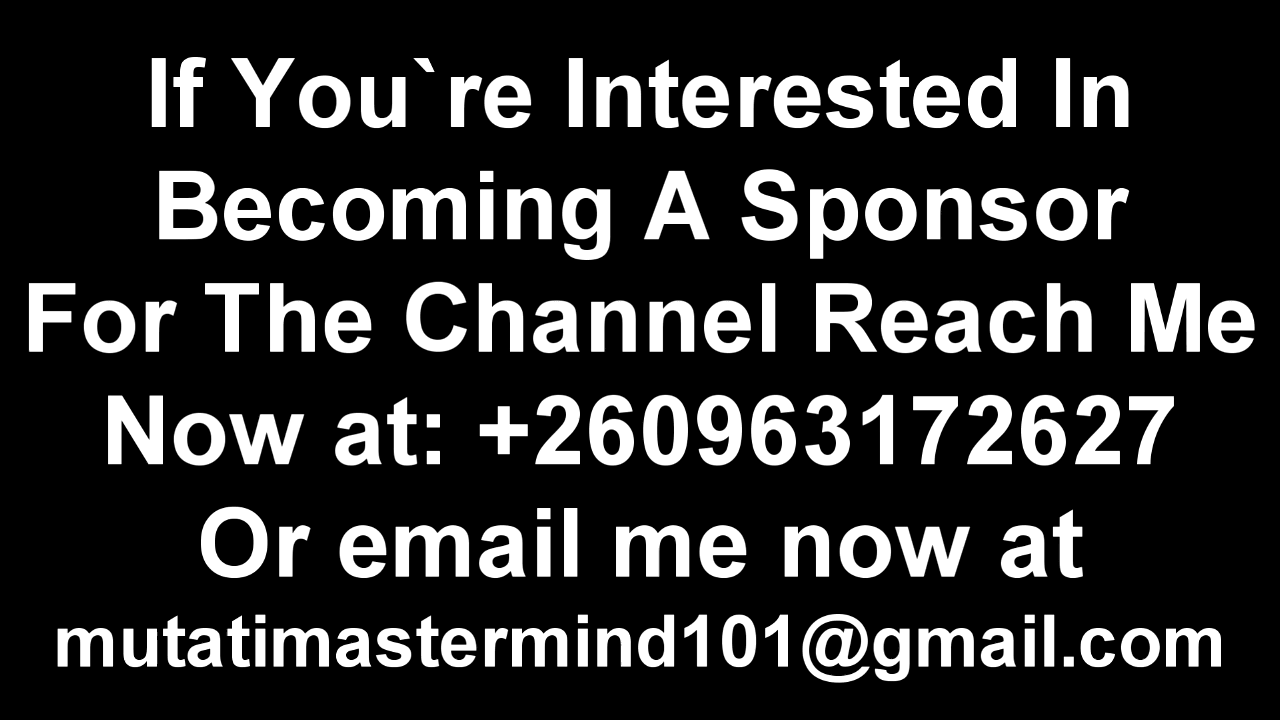 If You`re Interested In
Becoming A Sponsor
For The Channel Reach Me
Now at: +260963172627
Or email me now at
mutatimastermind101@gmail.com